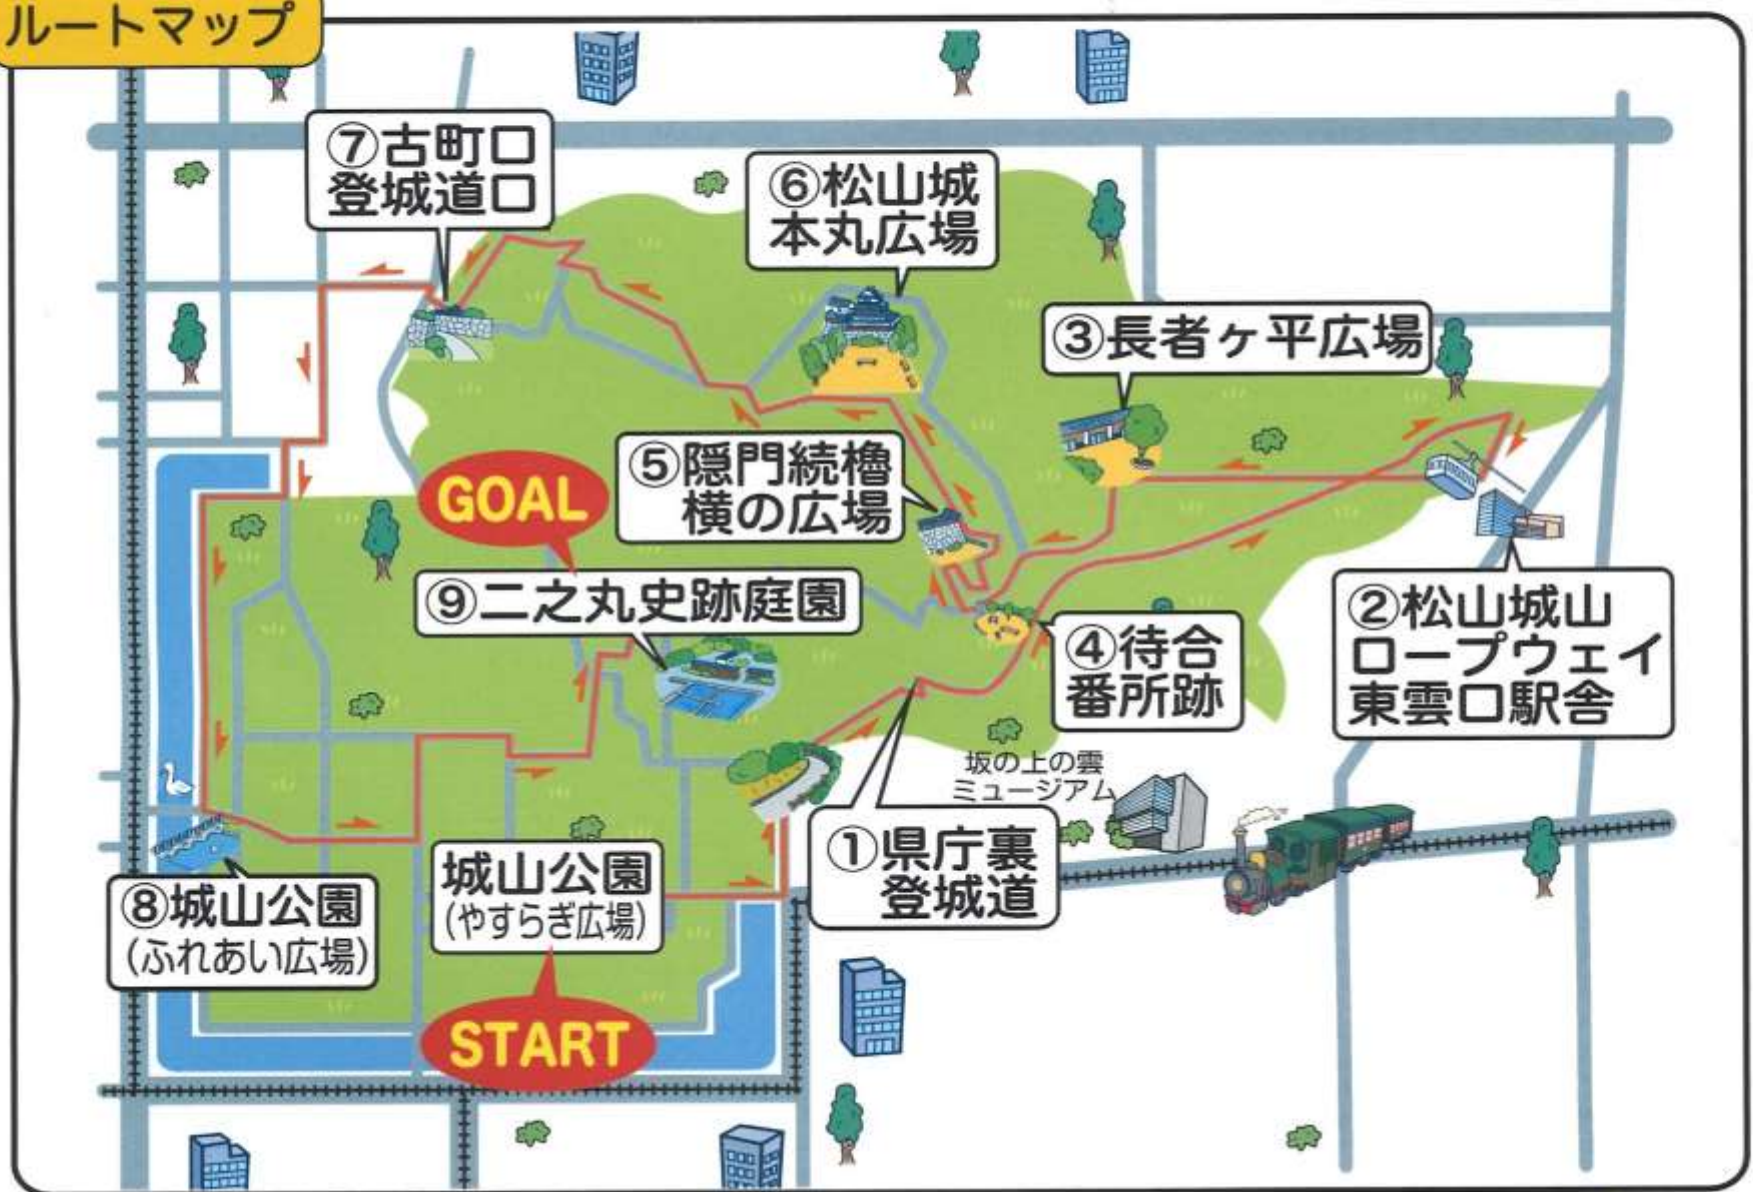 ルートマップ
⑦古町口
登城道口
⑥松山城
本丸広場
③長者ヶ平広場
⑤隠門続櫓
横の広場
GOAL
⑨二之丸史跡庭園
④待合
番所跡
②松山城山
ロープウェイ
東雲口駅舎
坂の上の雲
ミュージアム
①県庁裏
登城道
城山公園
(やすらぎ広場)
⑧城山公園
(ふれあい広場)
START